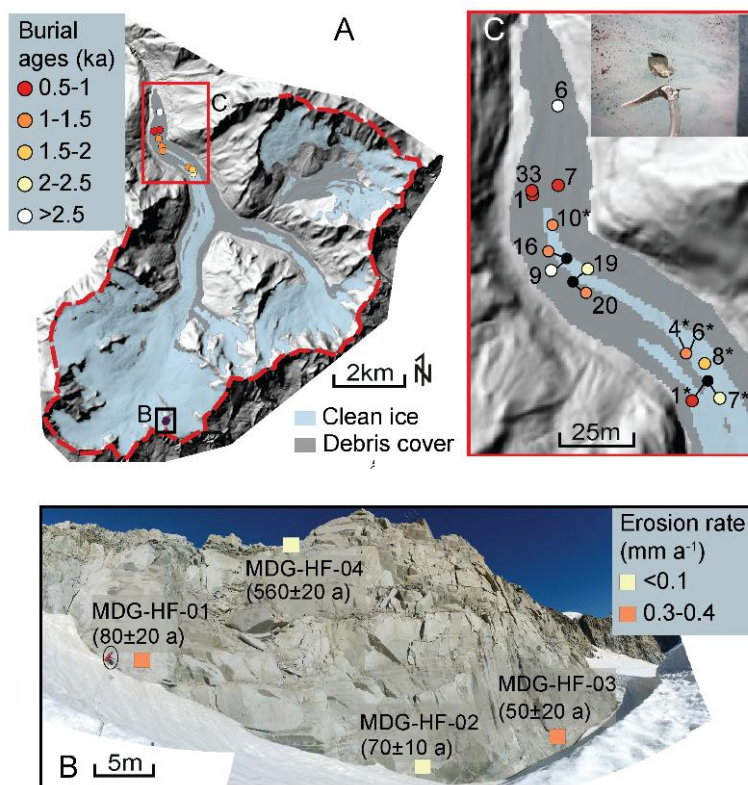 Burial
ages (ka)
0.5-1
1-1.5
1.5-2
2-2.5
>2.5
A
C
B
2km
N
Clean ice
Debris cover
C
6
33
7
1
10*
16
19
9
20
4*
6*
8*
1*
7*
25m
Erosion rate
(mm a⁻¹)
<0.1
0.3-0.4
MDG-HF-04
(560±20 a)
MDG-HF-01
(80±20 a)
MDG-HF-03
(50±20 a)
MDG-HF-02
(70±10 a)
B
5m